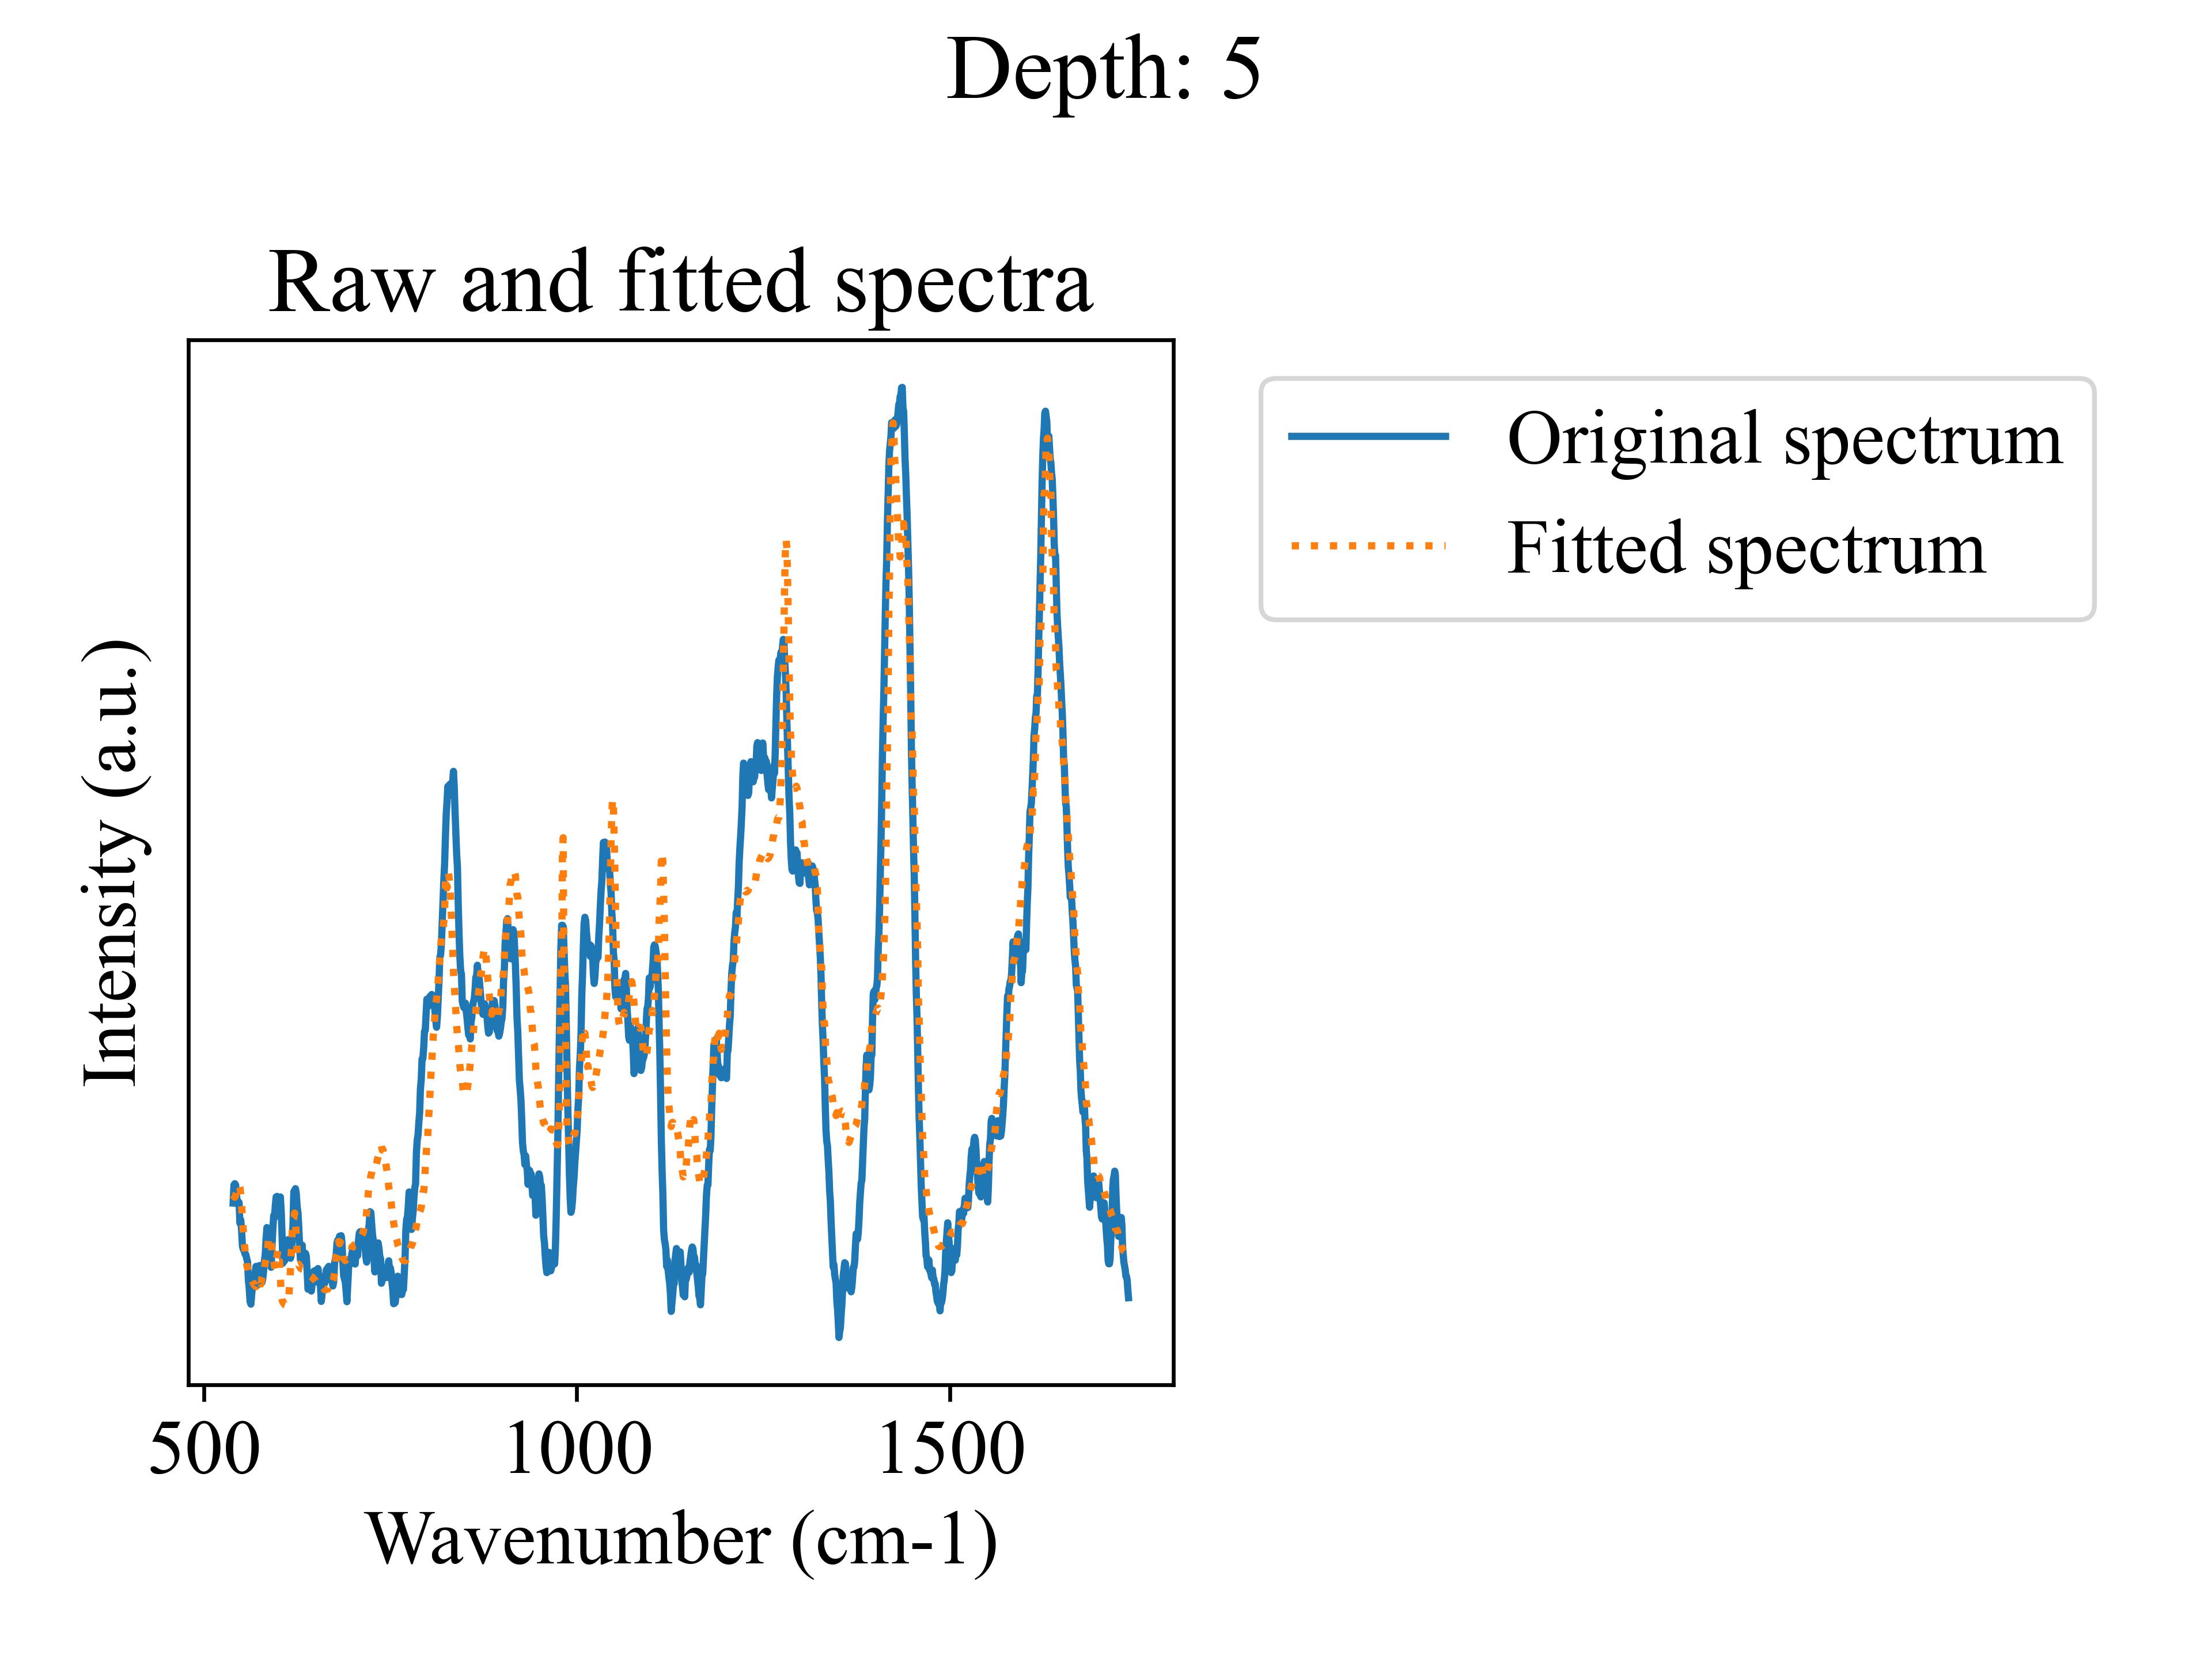 Depth: 5
Raw and fitted spectra
Original spectrum
Fitted spectrum
Intensity (a.u.)
500 1000 1500
Wavenumber (cm-1)